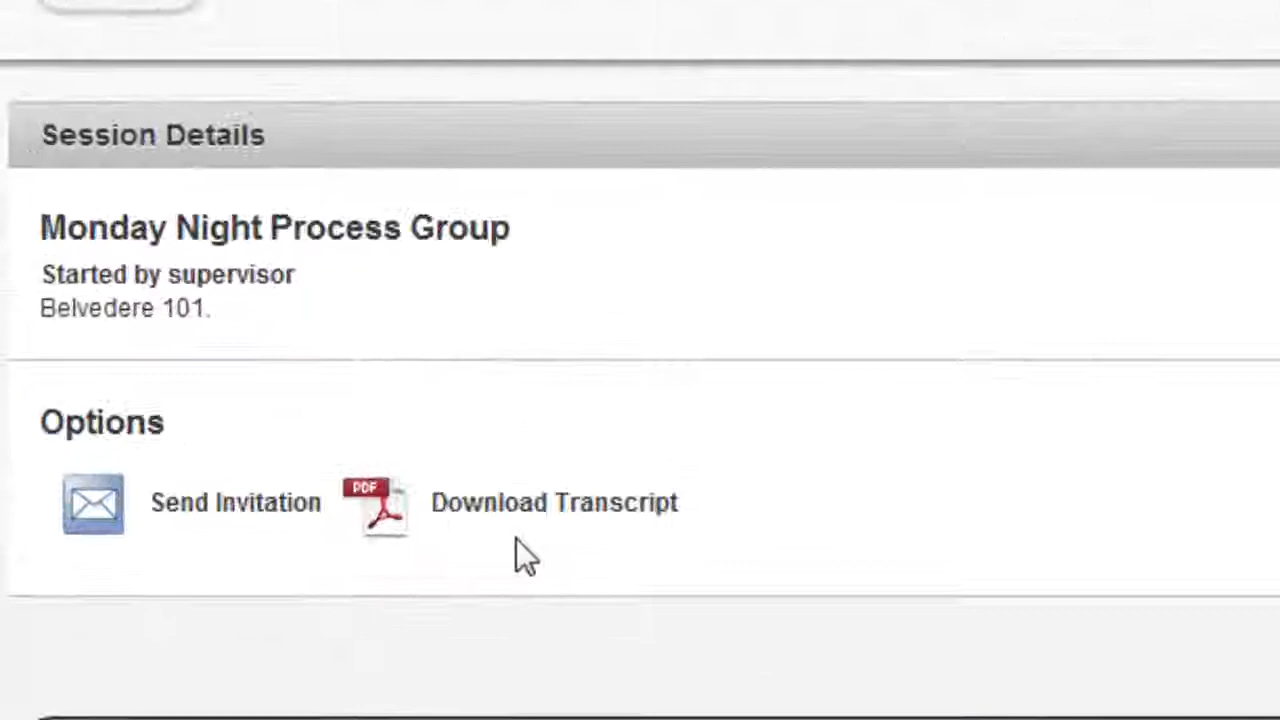 Session Details
Monday Night Process Group
Started by supervisor
Belvedere 101.
Options
Send Invitation
PDF
Download Transcript